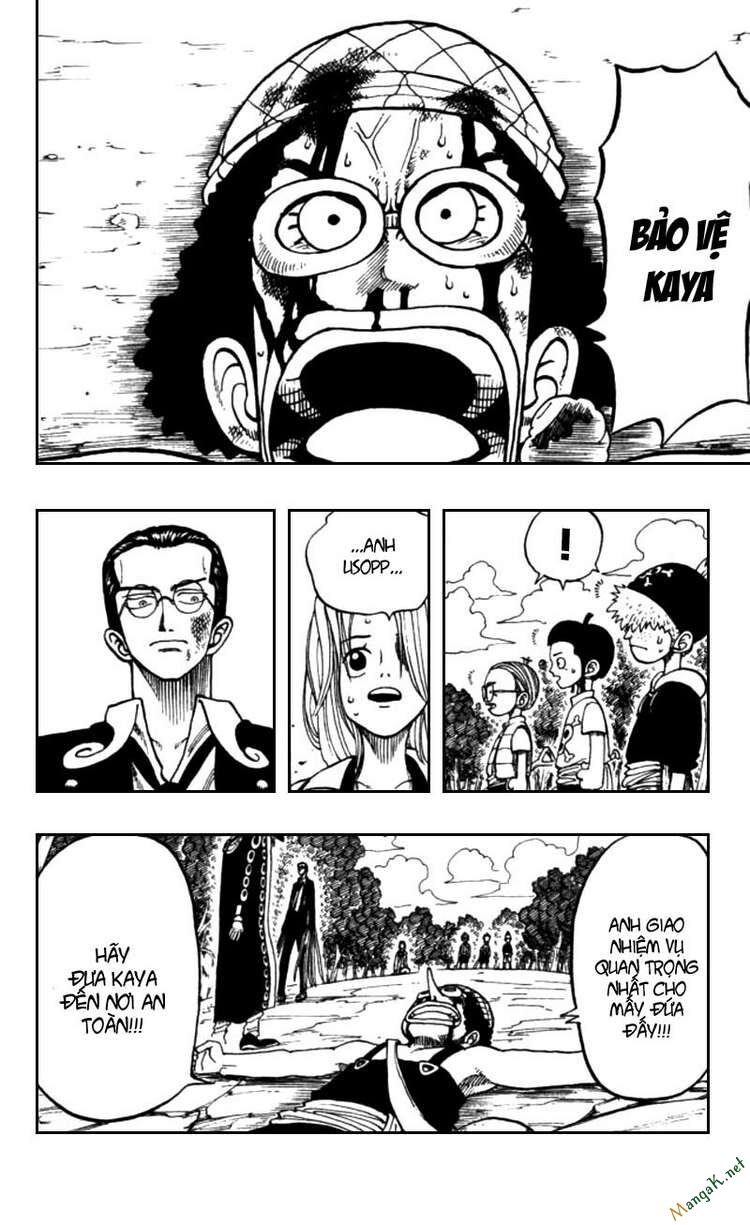 BẢO VỆ
KAYA
!
...ANH
USOPP...
ANH GIAO
NHIỆM VỤ
QUAN TRỌNG
NHẤT CHO
MẤY ĐỨA
ĐẤY!!!
HÃY
ĐƯA KAYA
ĐẾN NƠI AN
TOÀN!!!
MangaK.net